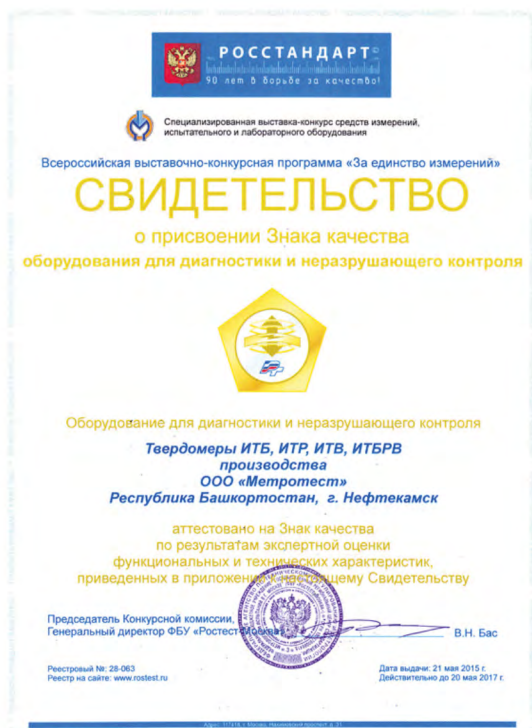 РОССТАНДАРТ
90 лет в борьбе за качество!
Специализированная выставка-конкурс средств измерений,
испытательного и лабораторного оборудования
Всероссийская выставочно-конкурсная программа «За единство измерений»
СВИДЕТЕЛЬСТВО
о присвоении Знака качества
оборудования для диагностики и неразрушающего контроля
Оборудование для диагностики и неразрушающего контроля
Твердомеры ИТБ, ИТР, ИТВ, ИТБРВ
производства
ООО «Метротест»
Республика Башкортостан, г. Нефтекамск
аттестовано на Знак качества
по результатам экспертной оценки
функциональных и технических характеристик,
приведенных в приложении к настоящему Свидетельству
Председатель Конкурсной комиссии,
Генеральный директор ФБУ «Ростест-Москва»
В.Н. Бас
Реестровый №: 28-063
Реестр на сайте: www.rostest.ru
Дата выдачи: 21 мая 2015 г.
Действительно до 20 мая 2017 г.